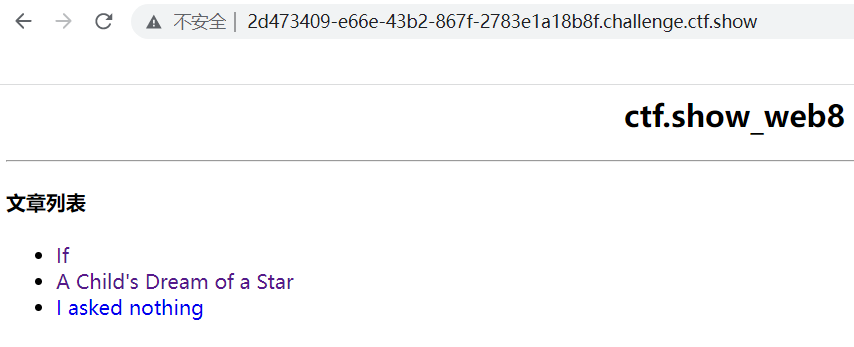 不安全 | 2d473409-e66e-43b2-867f-2783e1a18b8f.challenge.ctf.show
ctf.show_web8
文章列表
If
A Child's Dream of a Star
I asked nothing